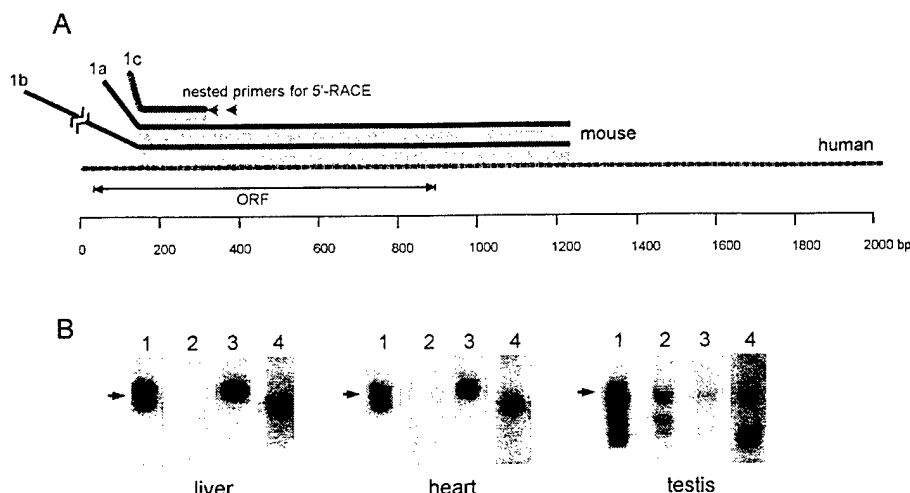 A
1b
1a
1c
nested primers for 5'-RACE
mouse
human
ORF
0 200 400 600 800 1000 1200 1400 1600 1800 2000 bp
B
1 2 3 4
1 2 3 4
1 2 3 4
liver
heart
testis